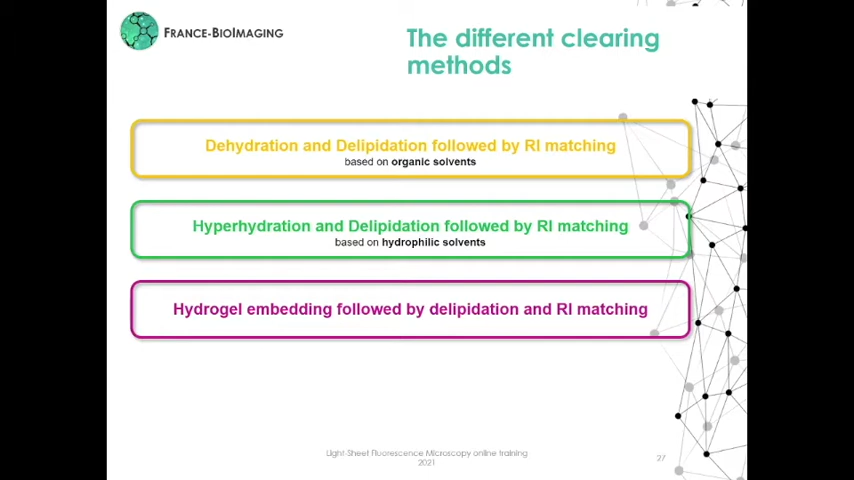 FRANCE-BIOIMAGING
The different clearing
methods
Dehydration and Delipidation followed by RI matching
based on organic solvents
Hyperhydration and Delipidation followed by RI matching
based on hydrophilic solvents
Hydrogel embedding followed by delipidation and RI matching
Light-Sheet Fluorescence Microscopy online training
2021
27